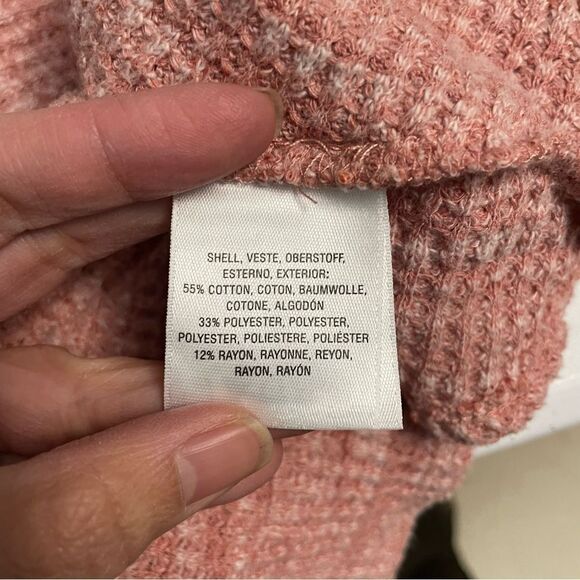 SHELL, VESTE, OBERSTOFF,
ESTERNO, EXTERIOR:
55% COTTON, COTON, BAUMWOLLE,
COTONE, ALGODÓN
33% POLYESTER, POLYESTER,
POLYESTER, POLIESTERE, POLIÉSTER
12% RAYON, RAYONNE, REYON,
RAYON, RAYÓN